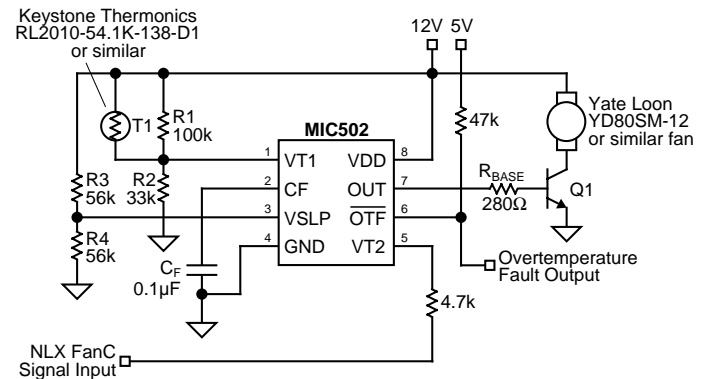 Keystone Thermonics
RL2010-54.1K-138-D1
or similar
12V 5V
T1
R1
100k
47k
Yate Loon
YD80SM-12
or similar fan
MIC502
1 VT1 VDD 8
R3
56k
R2
33k
2 CF OUT 7
RBASE
280Ω
Q1
3 VSLP OTF 6
R4
56k
4 GND VT2 5
CF
0.1µF
Overtemperature
Fault Output
4.7k
NLX FanC
Signal Input